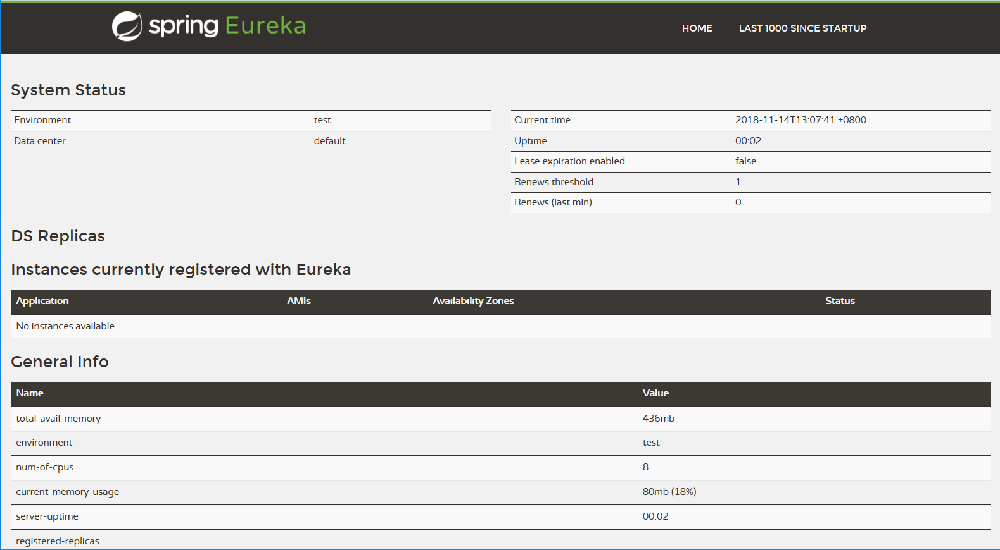 spring Eureka
HOME LAST 1000 SINCE STARTUP
System Status
Environment test
Data center default
Current time 2018-11-14T13:07:41 +0800
Uptime 00:02
Lease expiration enabled false
Renews threshold 1
Renews (last min) 0
DS Replicas
Instances currently registered with Eureka
Application AMIs Availability Zones Status
No instances available
General Info
Name Value
total-avail-memory 436mb
environment test
num-of-cpus 8
current-memory-usage 80mb (18%)
server-uptime 00:02
registered-replicas